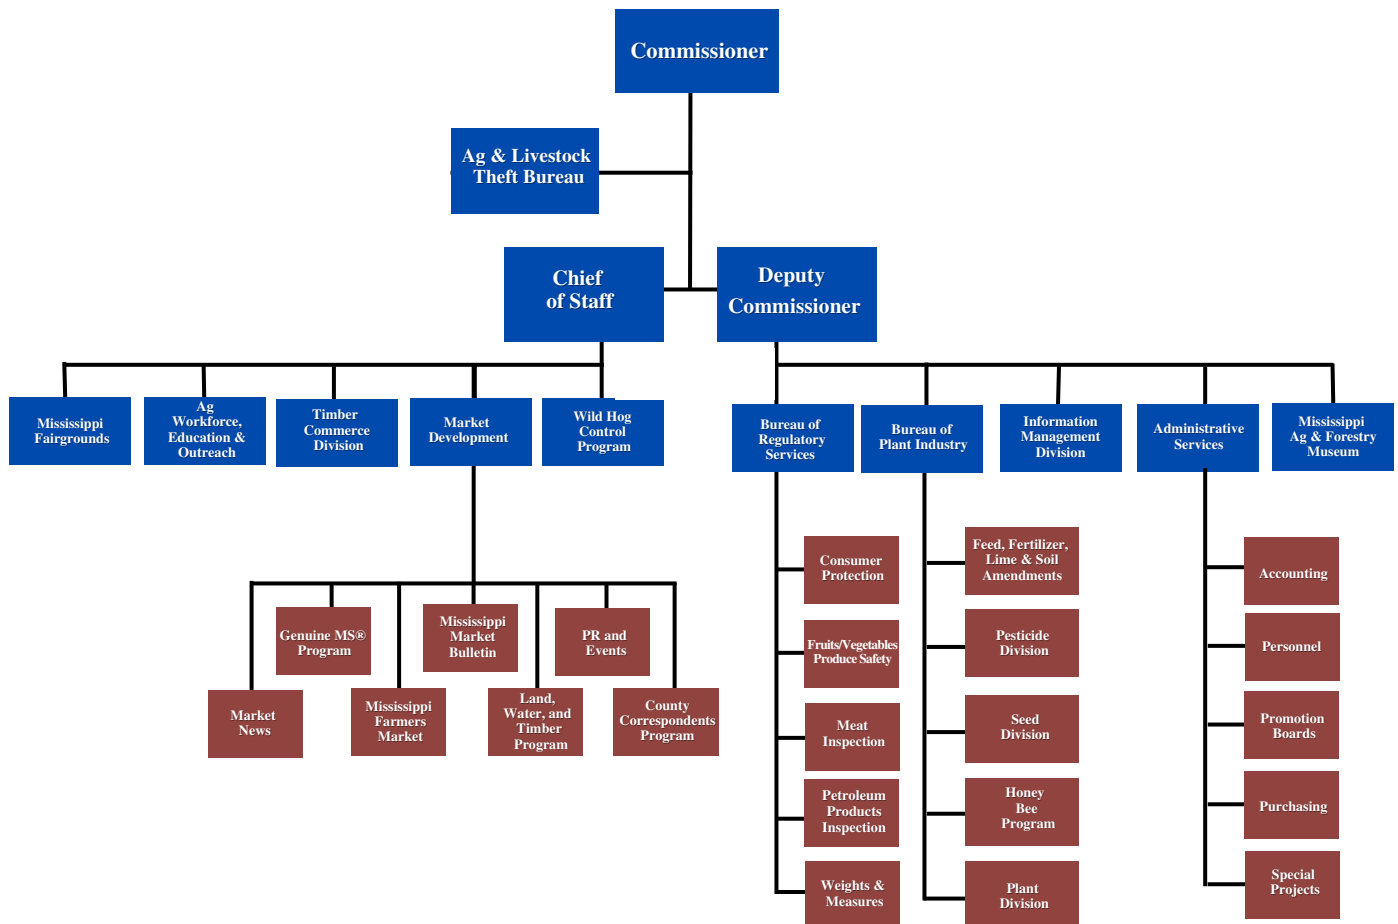 Commissioner
Ag & Livestock
Theft Bureau
Chief
of Staff
Deputy
Commissioner
Mississippi
Fairgrounds
Ag
Workforce,
Education &
Outreach
Timber
Commerce
Division
Market
Development
Wild Hog
Control
Program
Bureau of
Regulatory
Services
Bureau of
Plant Industry
Information
Management
Division
Administrative
Services
Mississippi
Ag & Forestry
Museum
Genuine MS®
Program
Mississippi
Market
Bulletin
PR and
Events
Market
News
Mississippi
Farmers
Market
Land,
Water, and
Timber
Program
County
Correspondents
Program
Consumer
Protection
Fruits/Vegetables
Produce Safety
Meat
Inspection
Petroleum
Products
Inspection
Weights &
Measures
Feed, Fertilizer,
Lime & Soil
Amendments
Pesticide
Division
Seed
Division
Honey
Bee
Program
Plant
Division
Accounting
Personnel
Promotion
Boards
Purchasing
Special
Projects